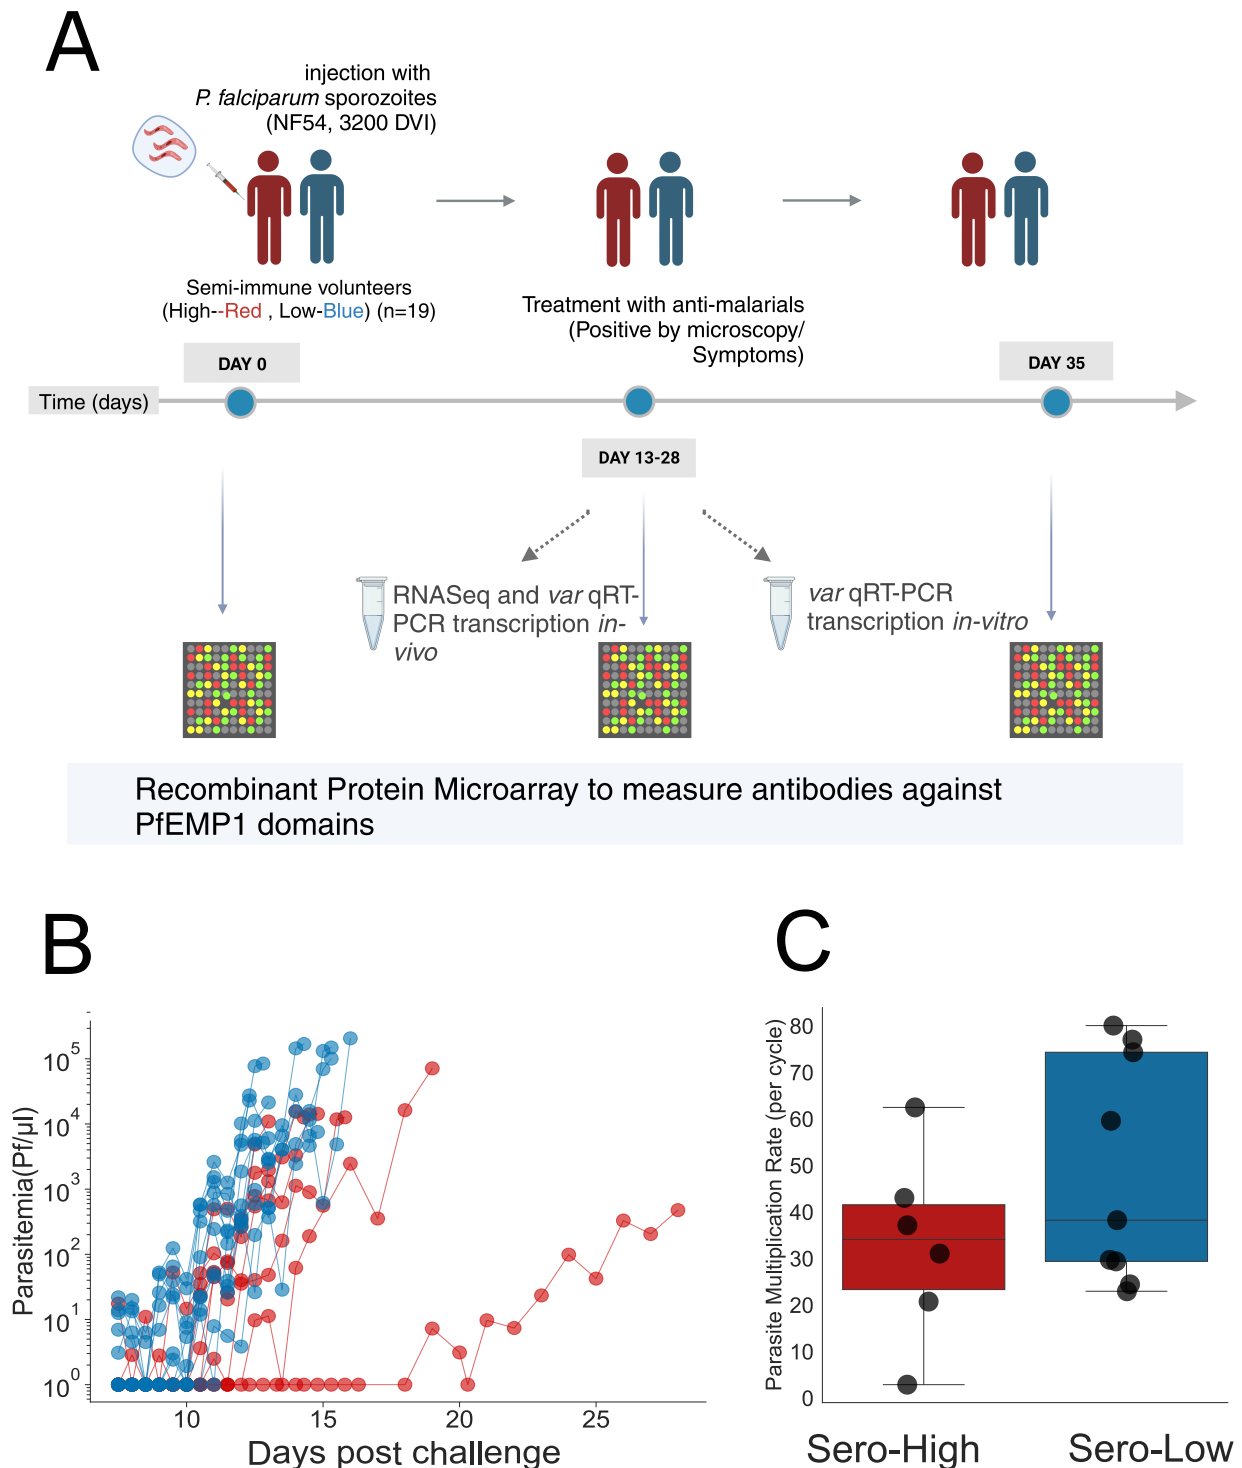 A
injection with
P. falciparum sporozoites
(NF54, 3200 DVI)
Semi-immune volunteers
(High--Red , Low-Blue) (n=19)
Treatment with anti-malarials
(Positive by microscopy/
Symptoms)
DAY 0
DAY 35
Time (days)
DAY 13-28
RNASeq and var qRT-
PCR transcription in-
vivo
var qRT-PCR
transcription in-vitro
Recombinant Protein Microarray to measure antibodies against
PfEMP1 domains
B
Parasitemia(Pf/µl)
10^5
10^4
10^3
10^2
10^1
10^0
10 15 20 25
Days post challenge
C
Parasite Multiplication Rate (per cycle)
80
70
60
50
40
30
20
10
0
Sero-High Sero-Low